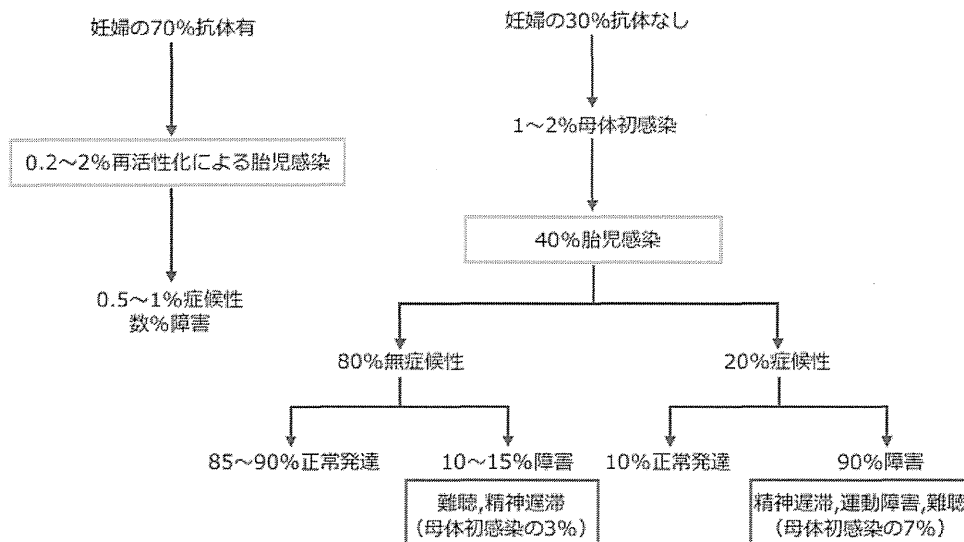 妊婦の70%抗体有
0.2~2%再活性化による胎児感染
0.5~1%症候性
数%障害
妊婦の30%抗体なし
1~2%母体初感染
40%胎児感染
80%無症候性
20%症候性
85~90%正常発達
10~15%障害
10%正常発達
90%障害
難聴,精神遅滞
(母体初感染の3%)
精神遅滞,運動障害,難聴
(母体初感染の7%)